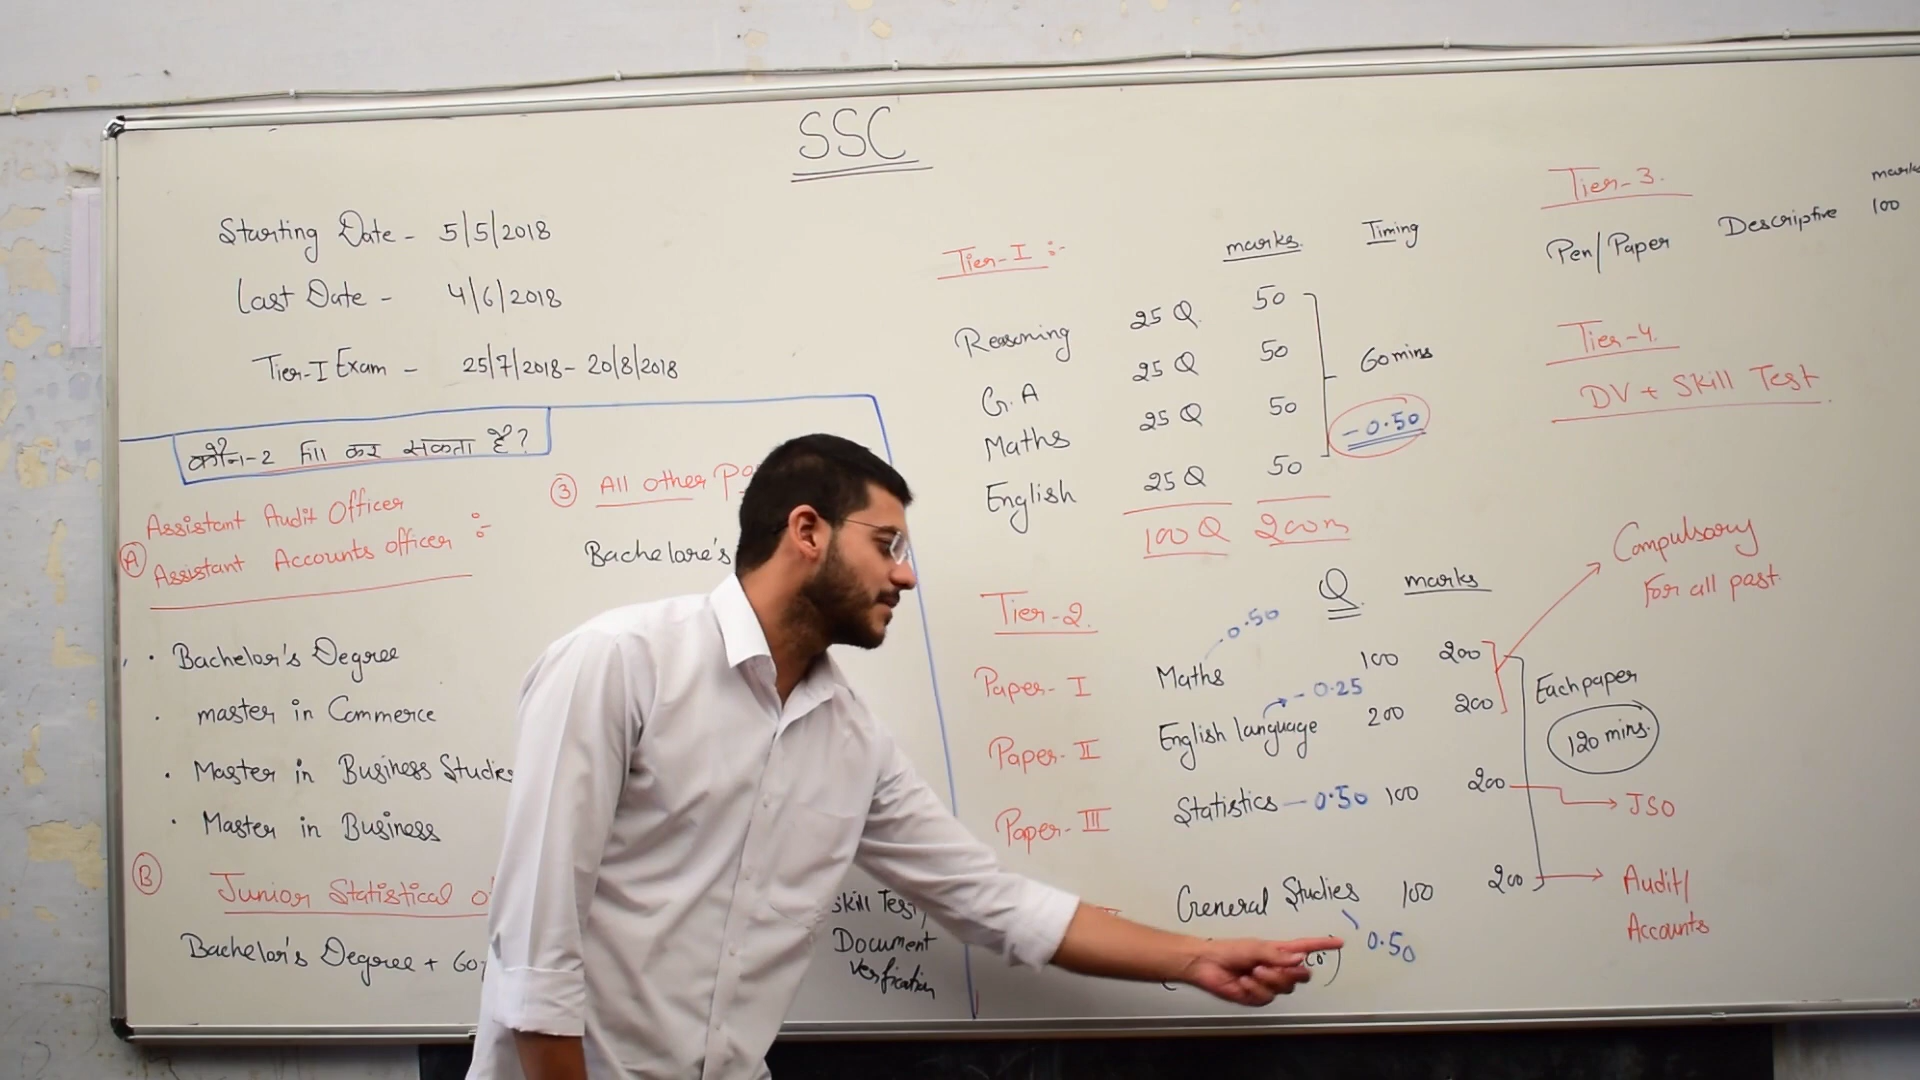 SSC
Starting Date - 5/5/2018
Last Date - 4/6/2018
Tier-I Exam - 25/7/2018 - 20/8/2018
कौन-2 fill कर सकता है?
Assistant Audit Officer
(A) Assistant Accounts officer :-
• Bachelor's Degree
• master in Commerce
• Master in Business Studies
• Master in Business
(B) Junior Statistical
Bachelor's Degree +
(3) All other
Bachelore's
Skill Test/
Document
Verfication
Tier-I :- marks Timing
Reasoning 25 Q. 50
G.A 25 Q 50 60 mins
Maths 25 Q 50 - 0.50
English 25 Q 50
100 Q 200 m
Tier-2. Q. marks
Paper-I Maths - 0.50 100 200
Paper-II English language - 0.25 200 200
Paper-III Statistics - 0.50 100 200
General Studies 100 200
0.50
Compulsory
For all past.
Each paper
120 mins.
JSO
Audit/
Accounts
Tier-3. marks
Pen/Paper Descriptive 100
Tier-4.
DV + Skill Test